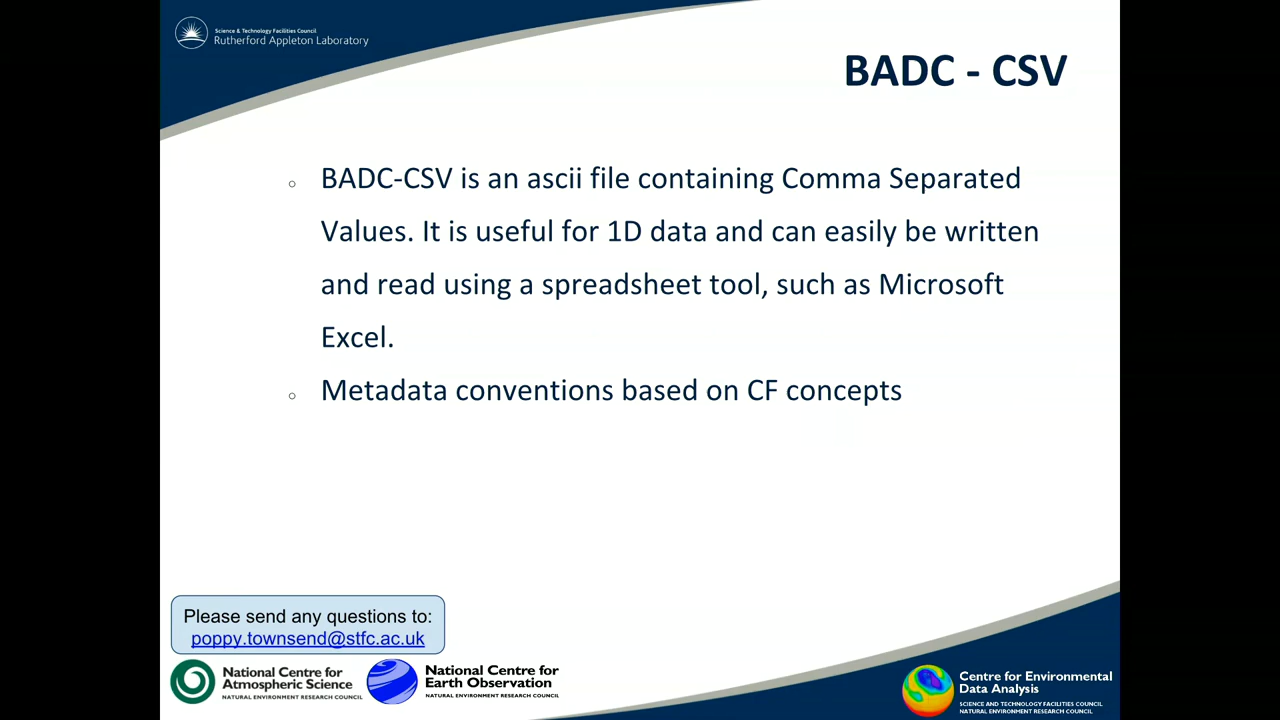 Science & Technology Facilities Council
Rutherford Appleton Laboratory
BADC - CSV
BADC-CSV is an ascii file containing Comma Separated
Values. It is useful for 1D data and can easily be written
and read using a spreadsheet tool, such as Microsoft
Excel.
Metadata conventions based on CF concepts
Please send any questions to:
poppy.townsend@stfc.ac.uk
National Centre for
Atmospheric Science
NATURAL ENVIRONMENT RESEARCH COUNCIL
National Centre for
Earth Observation
NATURAL ENVIRONMENT RESEARCH COUNCIL
Centre for Environmental
Data Analysis
SCIENCE AND TECHNOLOGY FACILITIES COUNCIL
NATURAL ENVIRONMENT RESEARCH COUNCIL